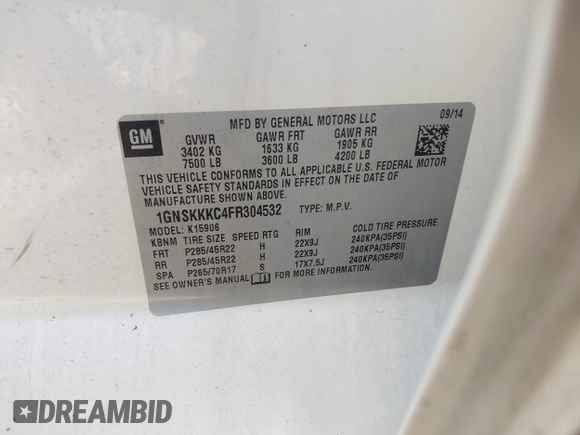 GM
MFD BY GENERAL MOTORS LLC
09/14
GVWR GAWR FRT GAWR RR
3402 KG 1633 KG 1905 KG
7500 LB 3600 LB 4200 LB
THIS VEHICLE CONFORMS TO ALL APPLICABLE U.S. FEDERAL MOTOR
VEHICLE SAFETY STANDARDS IN EFFECT ON THE DATE OF
MANUFACTURE SHOWN ABOVE.
1GNSKKKC4FR304532 TYPE: M.P.V.
MODEL: K15906
KBNM TIRE SIZE SPEED RTG RIM COLD TIRE PRESSURE
FRT P285/45R22 H 22X9J 240KPA(35PSI)
RR P285/45R22 H 22X9J 240KPA(35PSI)
SPA P265/70R17 S 17X7.5J 240KPA(35PSI)
SEE OWNER'S MANUAL FOR MORE INFORMATION.
DREAMBID